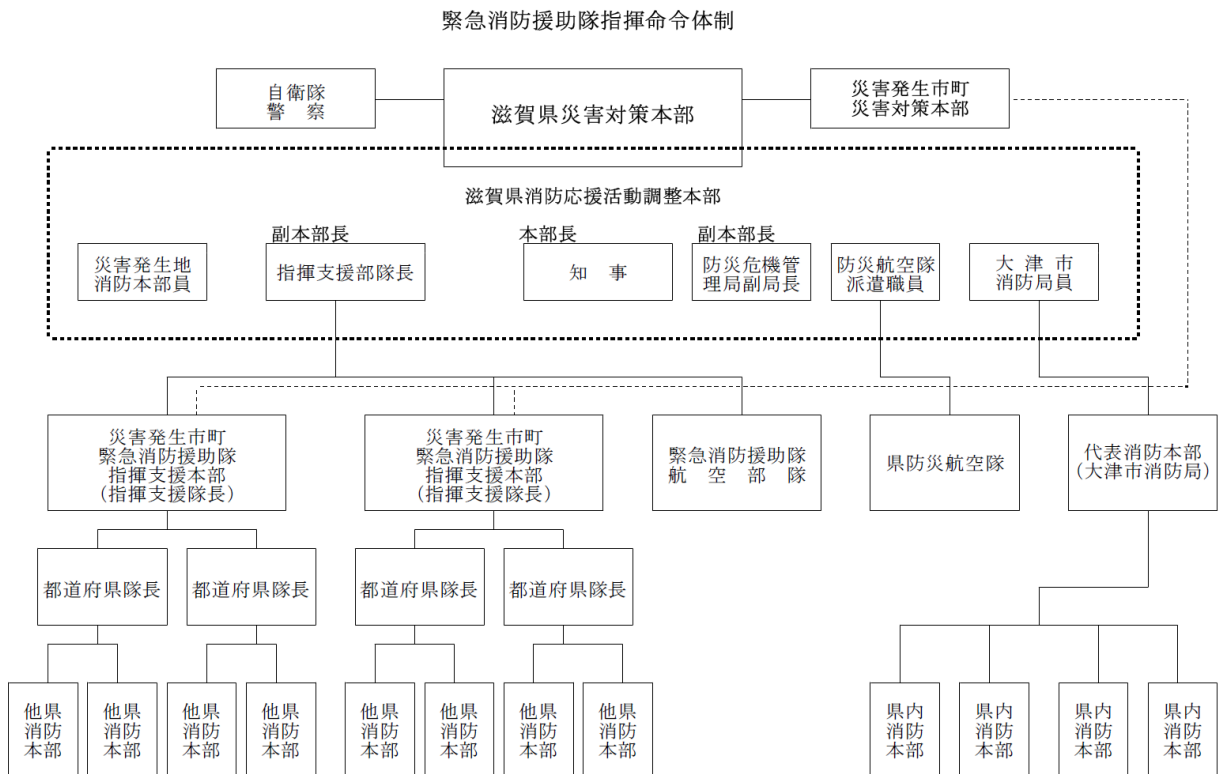 緊急消防援助隊指揮命令体制
自衛隊
警 察
滋賀県災害対策本部
災害発生市町
災害対策本部
滋賀県消防応援活動調整本部
災害発生地
消防本部員
副本部長
指揮支援部隊長
本部長
知 事
副本部長
防災危機管
理局副局長
防災航空隊
派遣職員
大 津 市
消防局員
災害発生市町
緊急消防援助隊
指揮支援本部
(指揮支援隊長)
災害発生市町
緊急消防援助隊
指揮支援本部
(指揮支援隊長)
緊急消防援助隊
航 空 部 隊
県防災航空隊
代表消防本部
(大津市消防局)
都道府県隊長
都道府県隊長
都道府県隊長
都道府県隊長
他県
消防
本部
他県
消防
本部
他県
消防
本部
他県
消防
本部
他県
消防
本部
他県
消防
本部
他県
消防
本部
他県
消防
本部
県内
消防
本部
県内
消防
本部
県内
消防
本部
県内
消防
本部